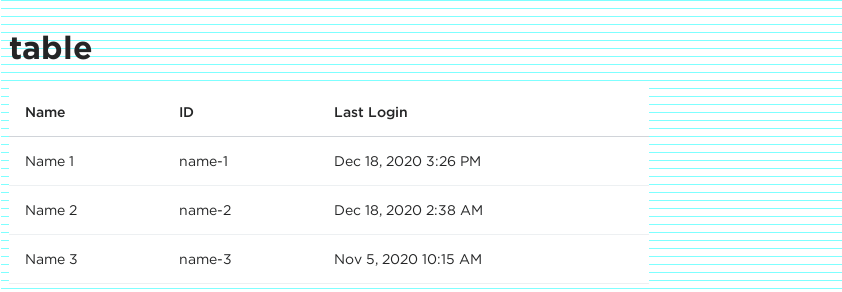 table
Name ID Last Login
Name 1 name-1 Dec 18, 2020 3:26 PM
Name 2 name-2 Dec 18, 2020 2:38 AM
Name 3 name-3 Nov 5, 2020 10:15 AM